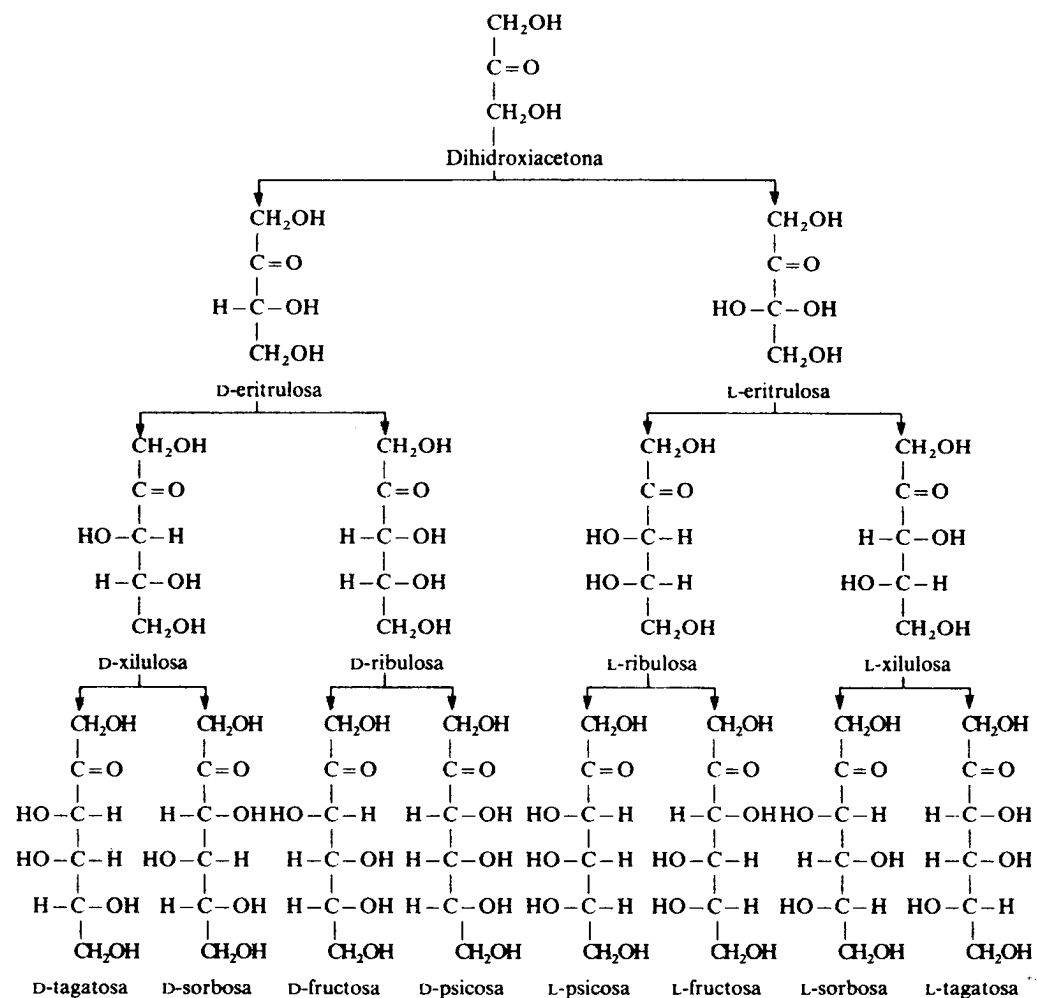 CH₂OH
C=O
CH₂OH
Dihidroxiacetona
CH₂OH CH₂OH
C=O C=O
H–C–OH HO–C–OH
CH₂OH CH₂OH
D-eritrulosa L-eritrulosa
CH₂OH CH₂OH CH₂OH CH₂OH
C=O C=O C=O C=O
HO–C–H H–C–OH HO–C–H H–C–OH
H–C–OH H–C–OH HO–C–H HO–C–H
CH₂OH CH₂OH CH₂OH CH₂OH
D-xilulosa D-ribulosa L-ribulosa L-xilulosa
CH₂OH CH₂OH CH₂OH CH₂OH CH₂OH CH₂OH CH₂OH CH₂OH
C=O C=O C=O C=O C=O C=O C=O C=O
HO–C–H H–C–OH HO–C–H H–C–OH HO–C–H H–C–OH HO–C–H H–C–OH
HO–C–H HO–C–H H–C–OH H–C–OH HO–C–H HO–C–H H–C–OH H–C–OH
H–C–OH H–C–OH H–C–OH H–C–OH HO–C–H HO–C–H HO–C–H HO–C–H
CH₂OH CH₂OH CH₂OH CH₂OH CH₂OH CH₂OH CH₂OH CH₂OH
D-tagatosa D-sorbosa D-fructosa D-psicosa L-psicosa L-fructosa L-sorbosa L-tagatosa